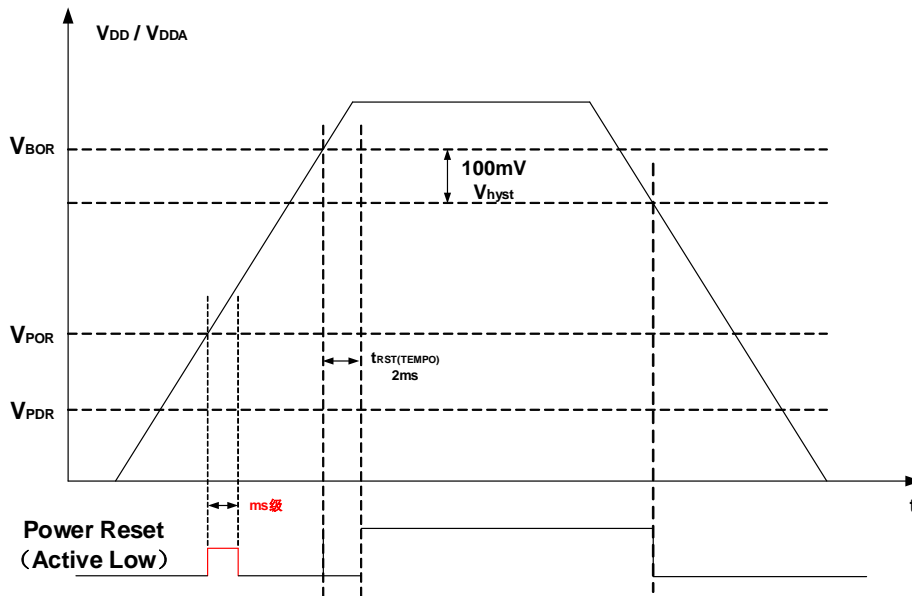 VDD / VDDA
VBOR
100mV
Vhyst
VPOR
tRST(TEMPO)
2ms
VPDR
ms级
t
Power Reset
（Active Low）